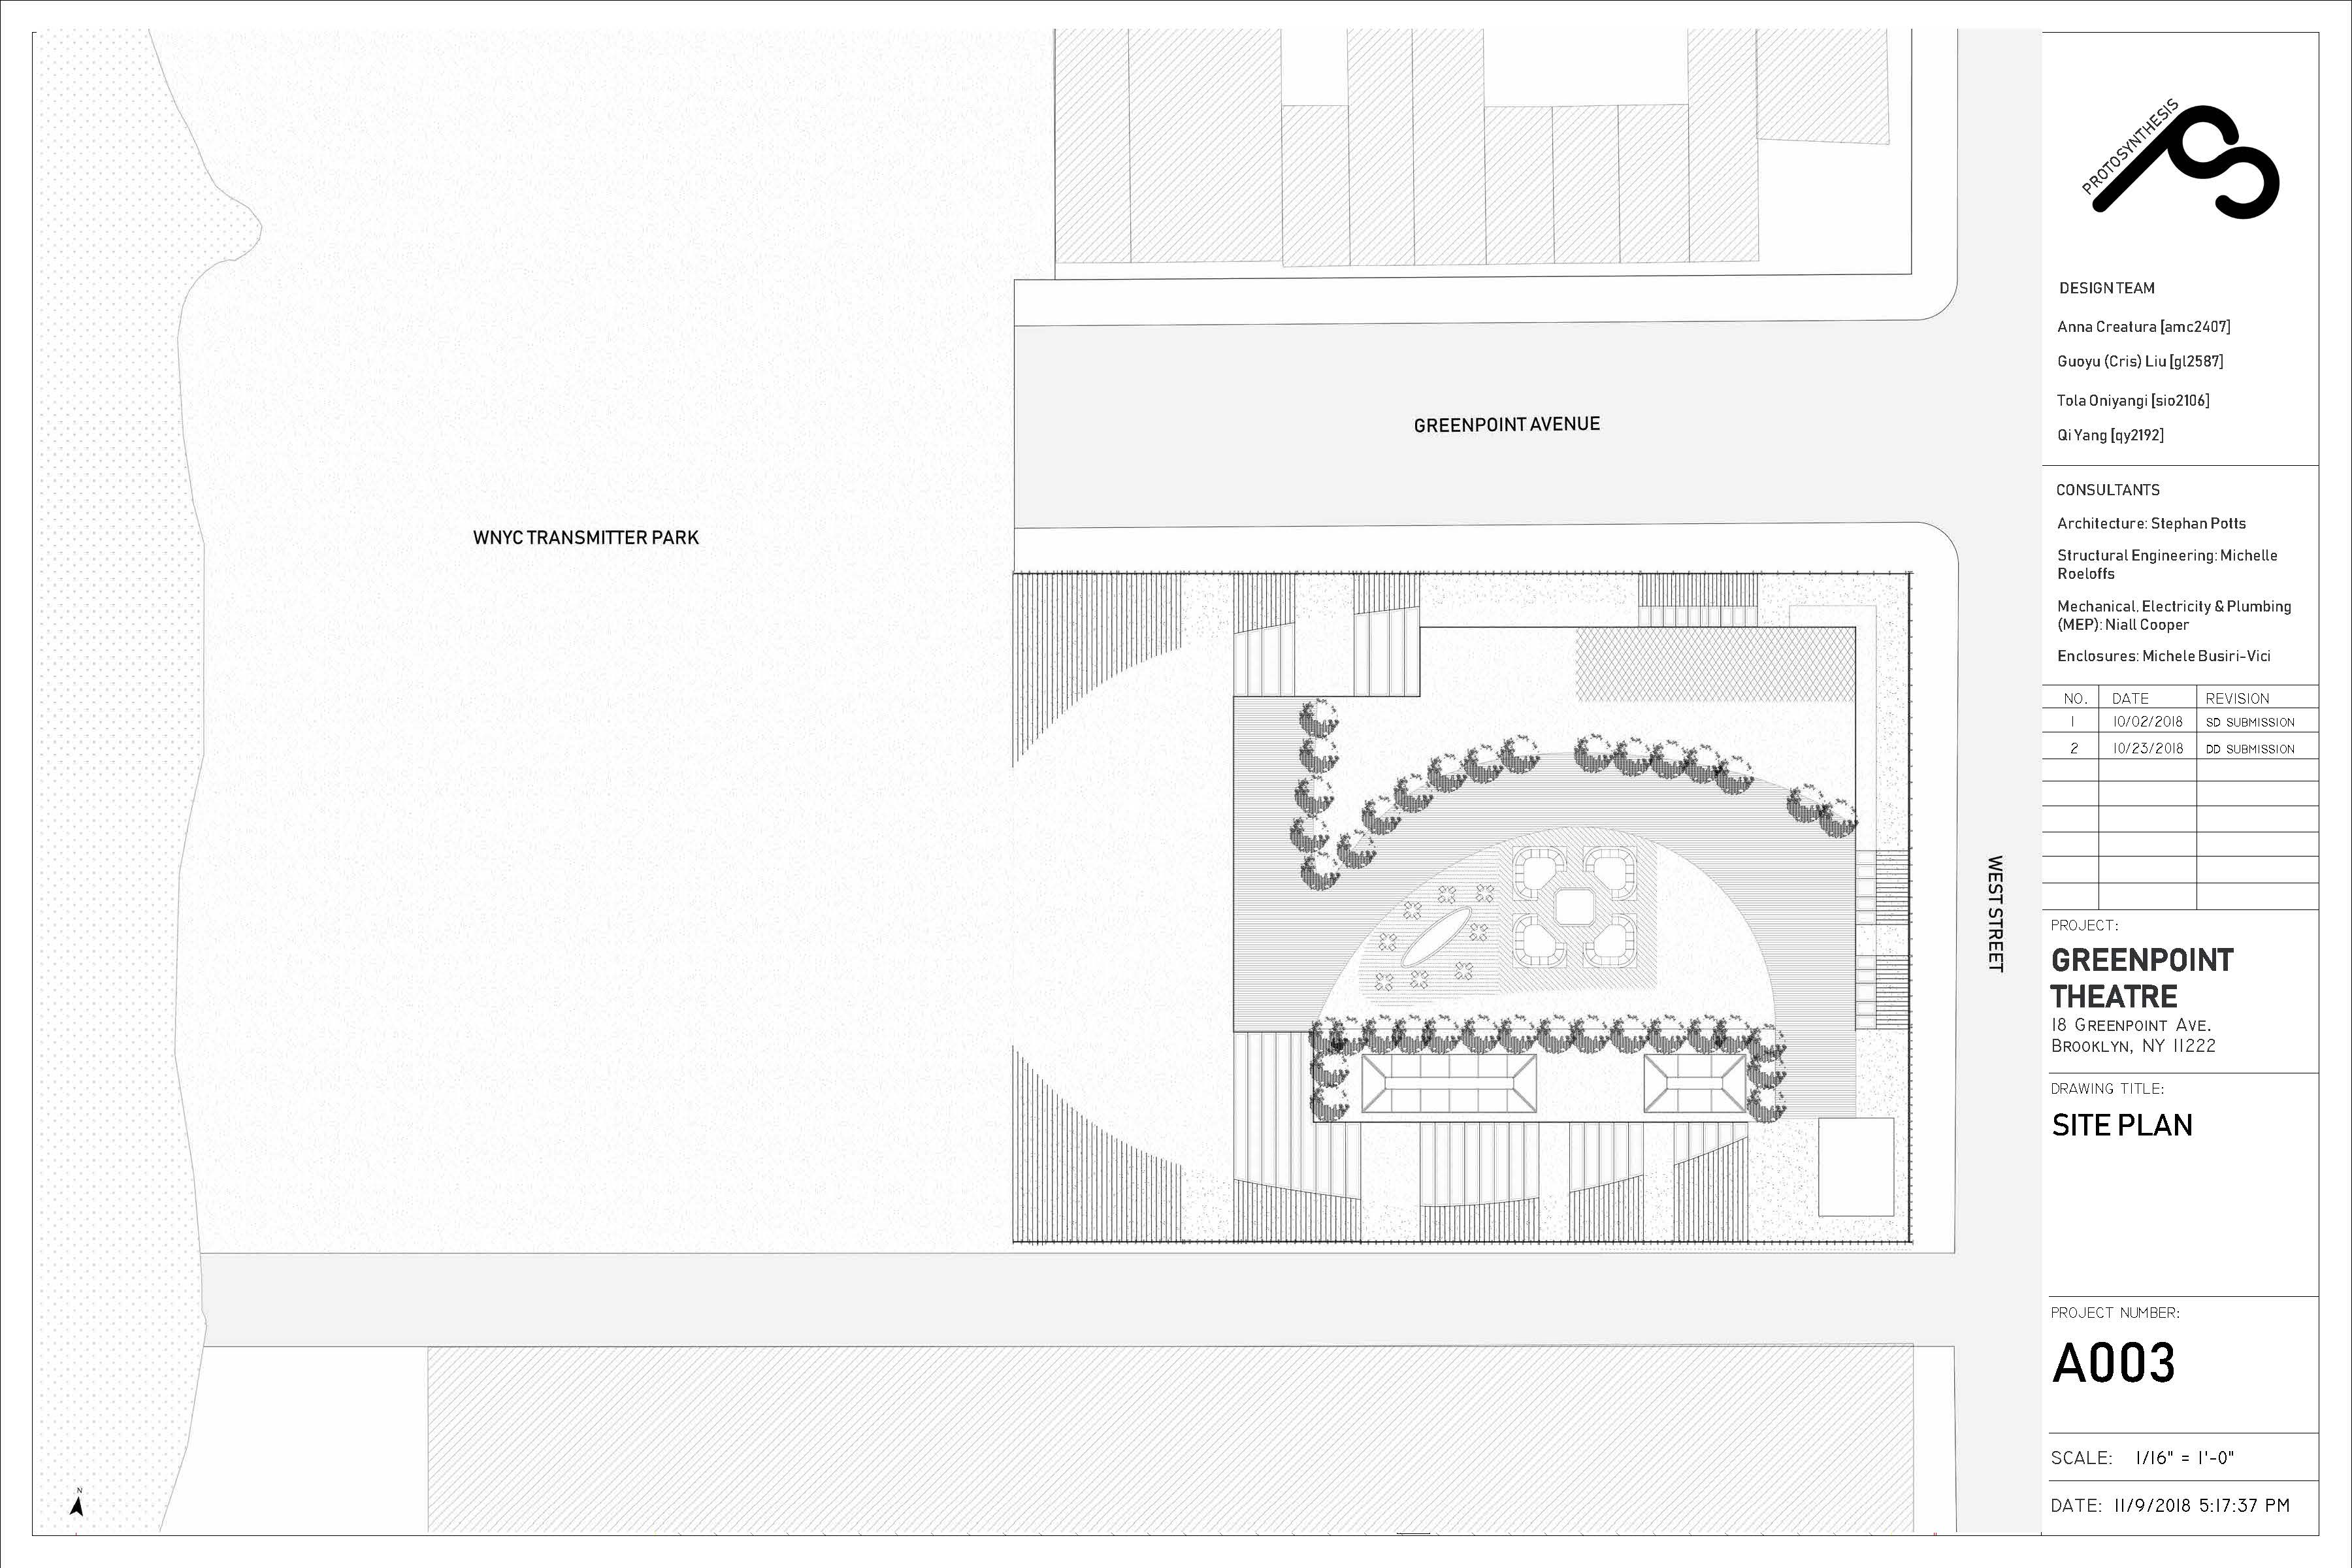 WNYC TRANSMITTER PARK
GREENPOINT AVENUE
WEST STREET
N
PROTOSYNTHESIS
DESIGN TEAM
Anna Creatura [amc2407]
Guoyu (Cris) Liu [gl2587]
Tola Oniyangi [sio2106]
Qi Yang [qy2192]
CONSULTANTS
Architecture: Stephan Potts
Structural Engineering: Michelle
Roeloffs
Mechanical, Electricity & Plumbing
(MEP): Niall Cooper
Enclosures: Michele Busiri-Vici
NO. DATE REVISION
1 10/02/2018 SD SUBMISSION
2 10/23/2018 DD SUBMISSION
PROJECT:
GREENPOINT
THEATRE
18 GREENPOINT AVE.
BROOKLYN, NY 11222
DRAWING TITLE:
SITE PLAN
PROJECT NUMBER:
A003
SCALE: 1/16" = 1'-0"
DATE: 11/9/2018 5:17:37 PM